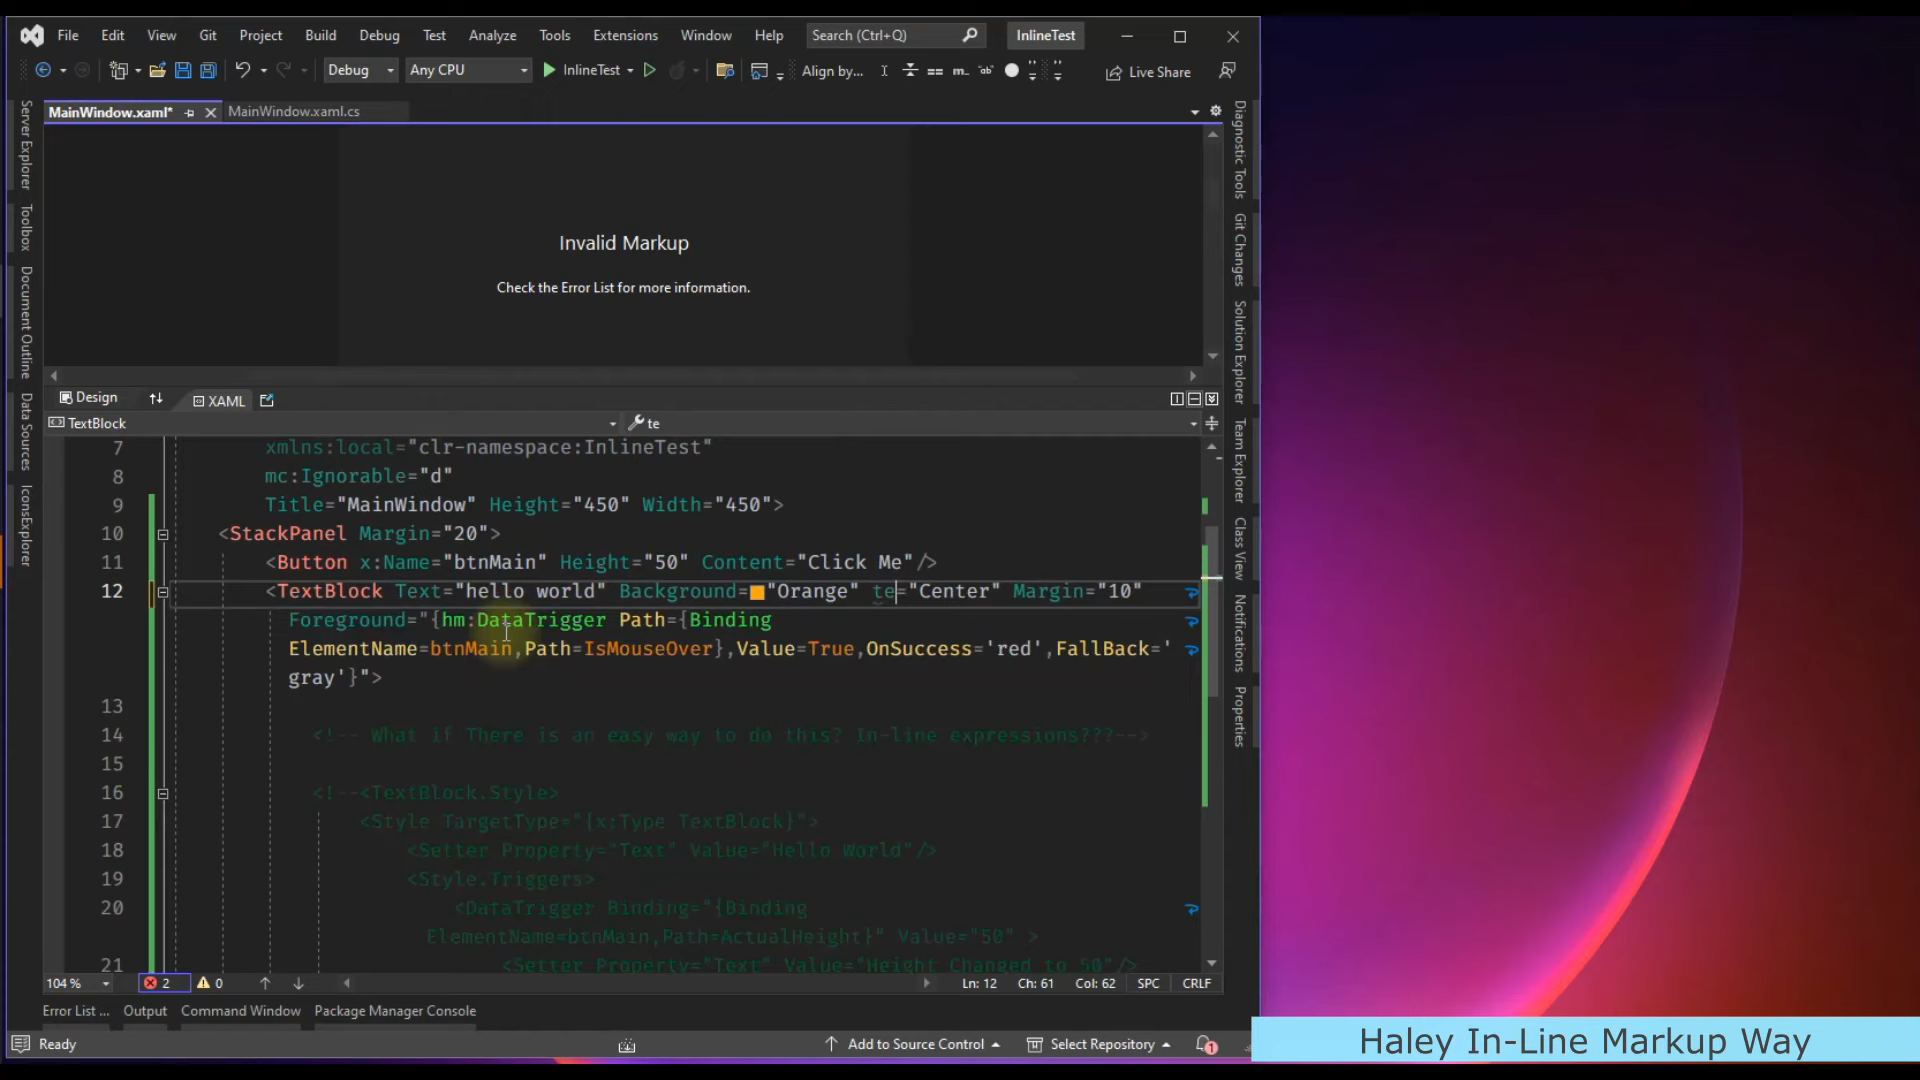 File Edit View Git Project Build Debug Test Analyze Tools Extensions Window Help Search (Ctrl+Q) InlineTest
Debug Any CPU InlineTest Align by... Live Share
MainWindow.xaml* MainWindow.xaml.cs
Server Explorer
Toolbox
Document Outline
Data Sources
IconsExplorer
Invalid Markup
Check the Error List for more information.
Design XAML
TextBlock te
7 xmlns:local="clr-namespace:InlineTest"
8 mc:Ignorable="d"
9 Title="MainWindow" Height="450" Width="450">
10 <StackPanel Margin="20">
11 <Button x:Name="btnMain" Height="50" Content="Click Me"/>
12 <TextBlock Text="hello world" Background="Orange" te="Center" Margin="10"
Foreground="{hm:DataTrigger Path={Binding
ElementName=btnMain,Path=IsMouseOver},Value=True,OnSuccess='red',FallBack='
gray'}">
13
14 <!-- What if There is an easy way to do this? In-line expressions???-->
15
16 <!--<TextBlock.Style>
17 <Style TargetType="{x:Type TextBlock}">
18 <Setter Property="Text" Value="Hello World"/>
19 <Style.Triggers>
20 <DataTrigger Binding="{Binding
ElementName=btnMain,Path=ActualHeight}" Value="50" >
21 <Setter Property="Text" Value="Height Changed to 50"/>
104 % 2 0 Ln: 12 Ch: 61 Col: 62 SPC CRLF
Error List ... Output Command Window Package Manager Console
Ready Add to Source Control Select Repository 1
Diagnostic Tools
Git Changes
Solution Explorer
Team Explorer
Class View
Notifications
Properties
Haley In-Line Markup Way